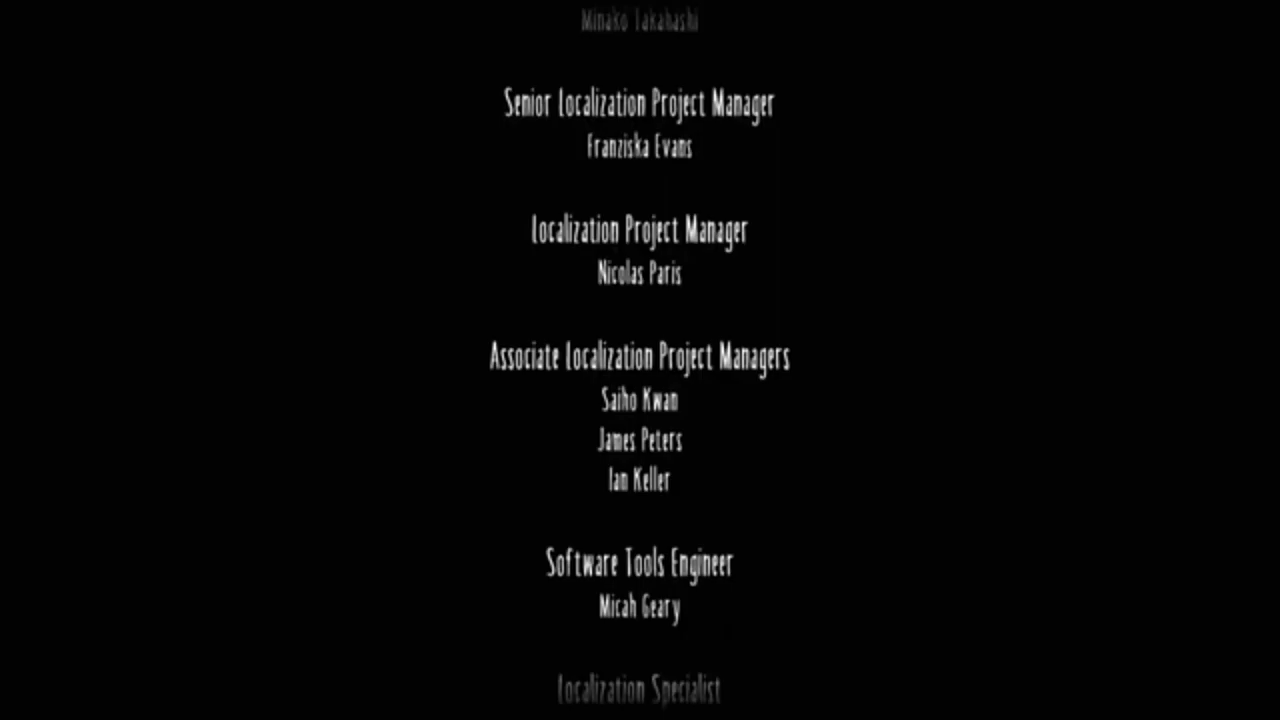 Minako Takahashi
Senior Localization Project Manager
Franziska Evans
Localization Project Manager
Nicolas Paris
Associate Localization Project Managers
Saiho Kwan
James Peters
Ian Keller
Software Tools Engineer
Micah Geary
Localization Specialist